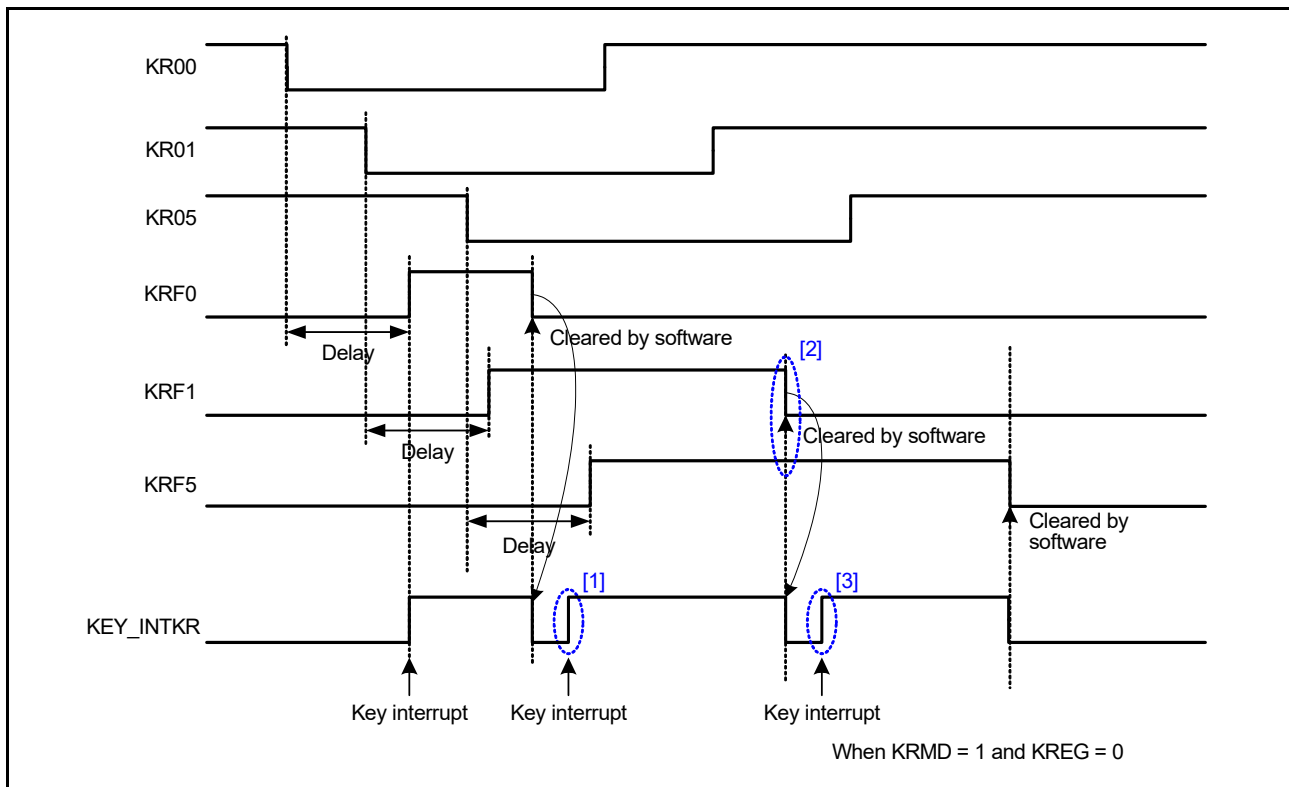 KR00
KR01
KR05
KRF0
Delay
Cleared by software
[2]
KRF1
Delay
Cleared by software
KRF5
Delay
Cleared by
software
[1]
[3]
KEY_INTKR
Key interrupt
Key interrupt
Key interrupt
When KRMD = 1 and KREG = 0